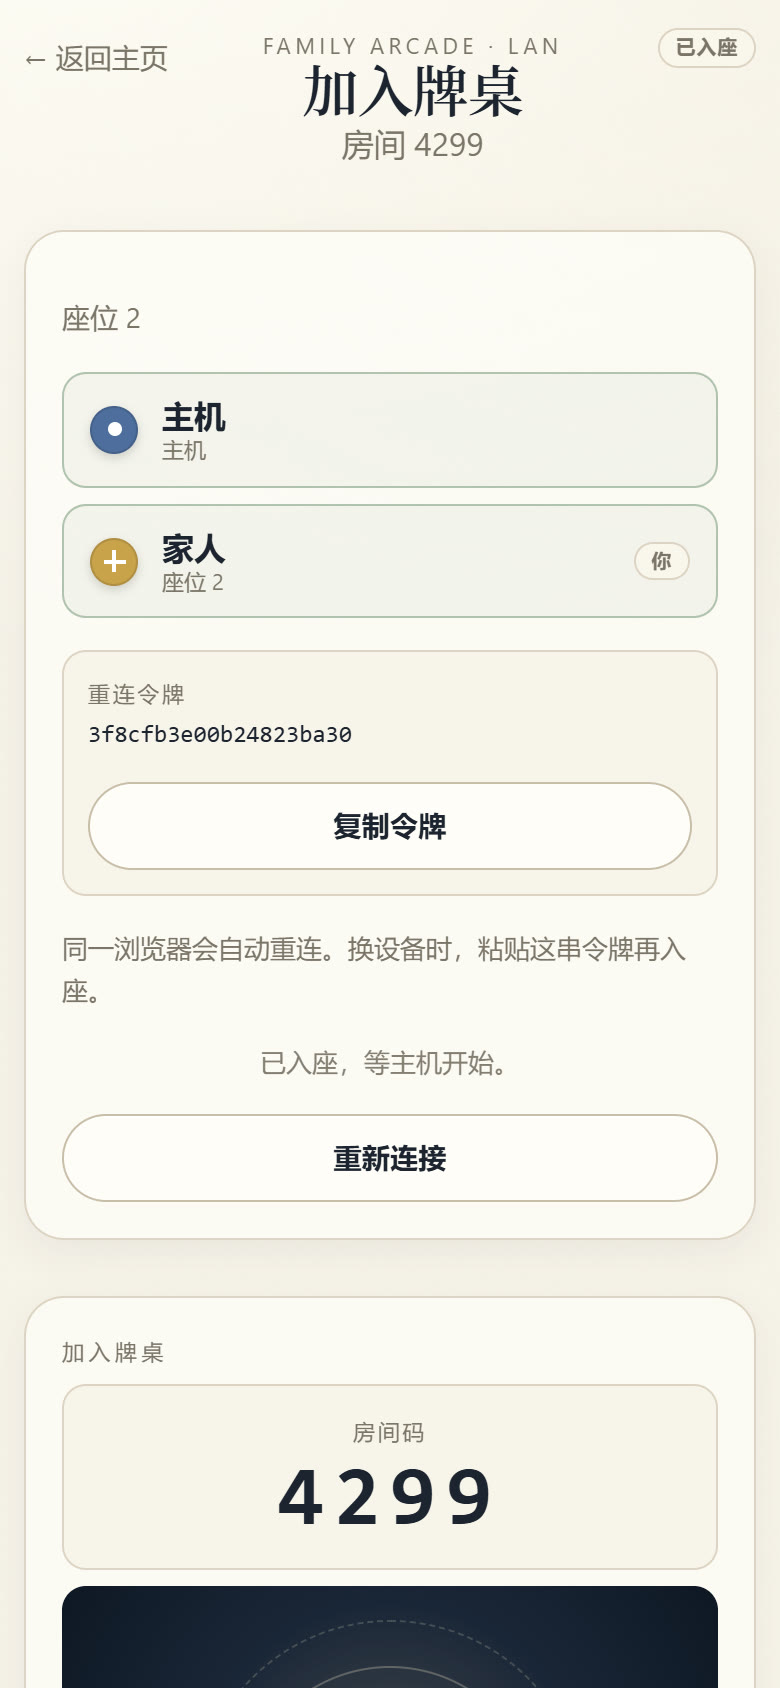 ← 返回主页
FAMILY ARCADE · LAN
已入座
加入牌桌
房间 4299
座位 2
主机
主机
家人
座位 2
你
重连令牌
3f8cfb3e00b24823ba30
复制令牌
同一浏览器会自动重连。换设备时，粘贴这串令牌再入
座。
已入座，等主机开始。
重新连接
加入牌桌
房间码
4299